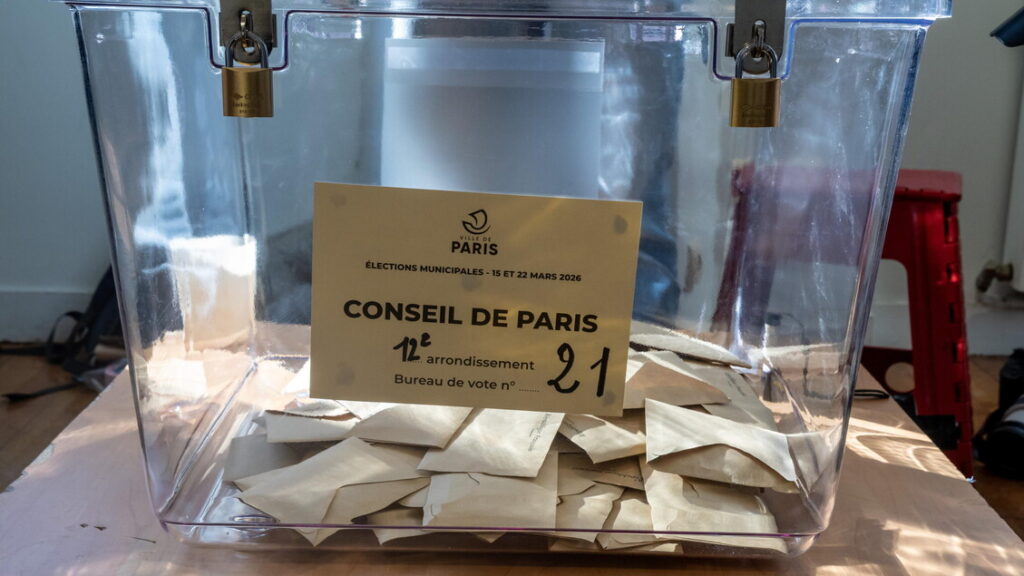 VILLE DE
PARIS
ÉLECTIONS MUNICIPALES - 15 ET 22 MARS 2026
CONSEIL DE PARIS
12e arrondissement
Bureau de vote n° ........ 21